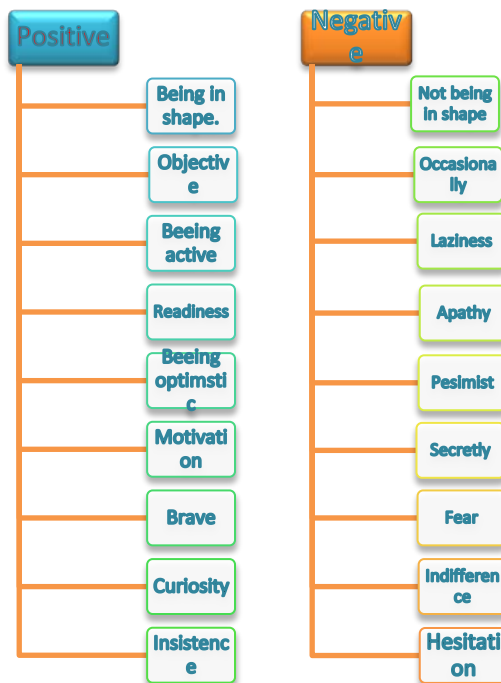 Positive
Being in
shape.
Objectiv
e
Beeing
active
Readiness
Beeing
optimsti
c
Motivati
on
Brave
Curiosity
Insistenc
e
Negativ
e
Not being
in shape
Occasiona
lly
Laziness
Apathy
Pesimist
Secretly
Fear
Indifferen
ce
Hesitati
on